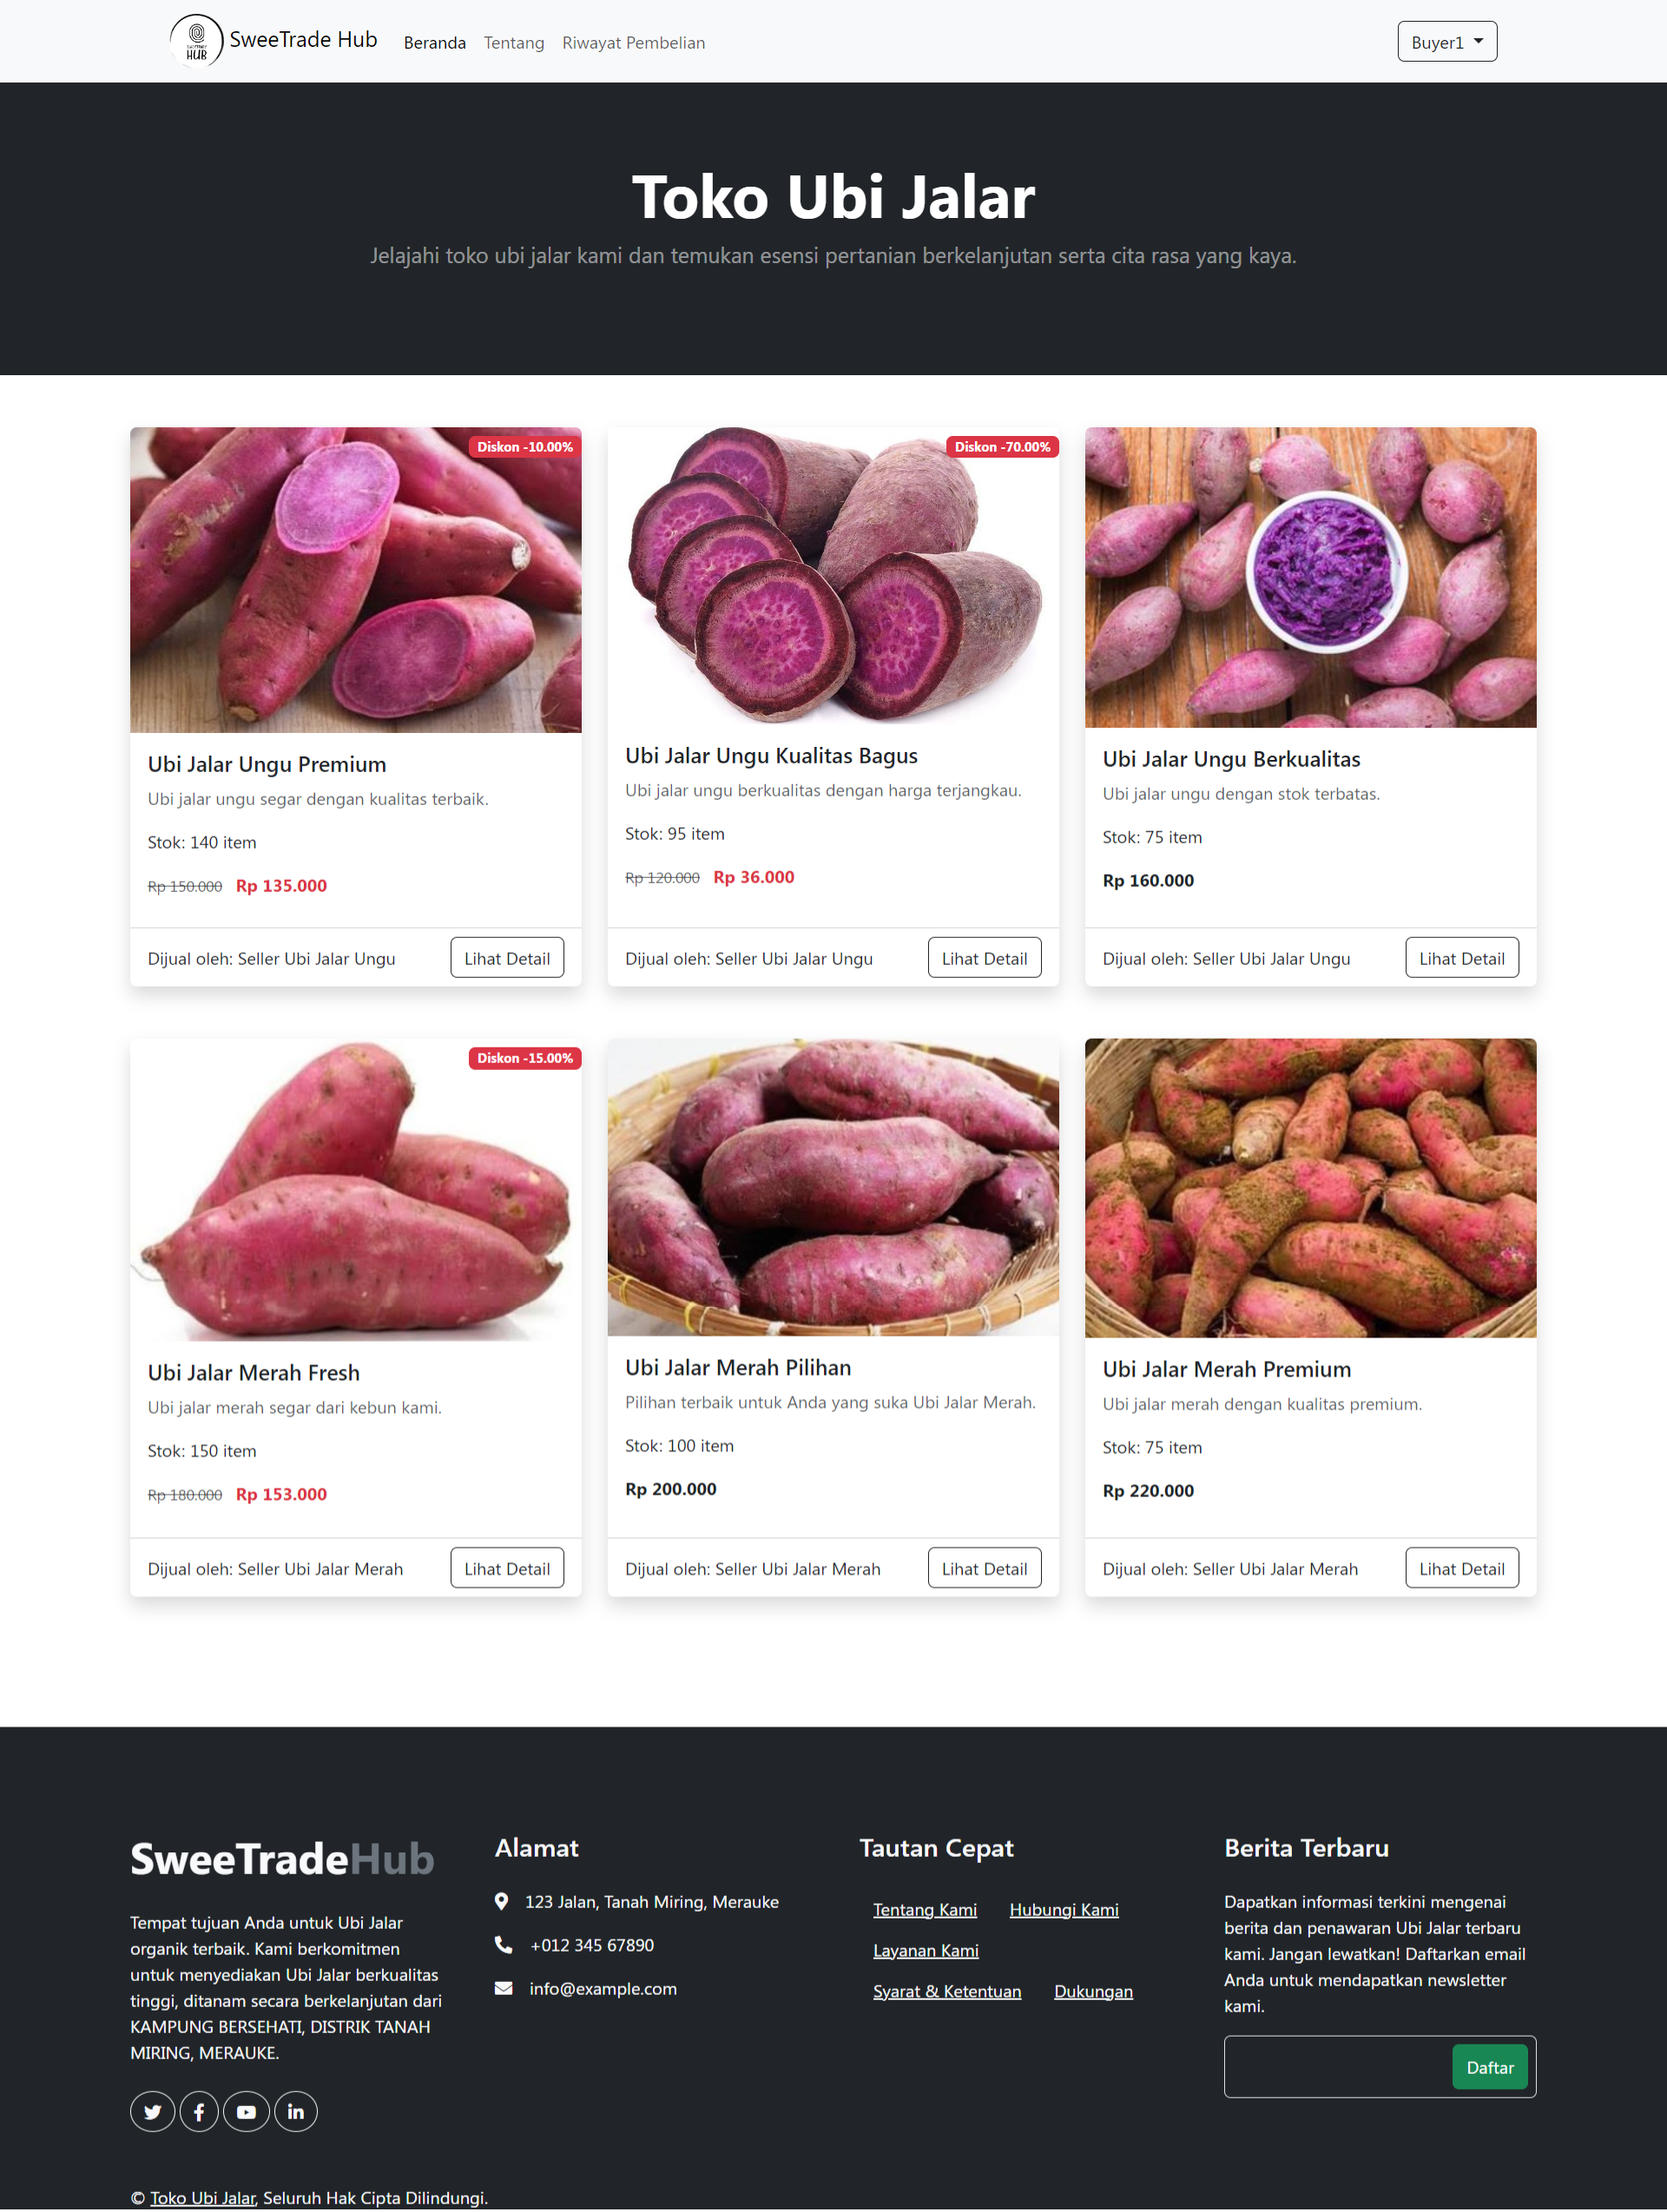 HUB
SweeTrade Hub
Beranda
Tentang
Riwayat Pembelian
Buyer1
Toko Ubi Jalar
Jelajahi toko ubi jalar kami dan temukan esensi pertanian berkelanjutan serta cita rasa yang kaya.
Diskon -10.00%
Ubi Jalar Ungu Premium
Ubi jalar ungu segar dengan kualitas terbaik.
Stok: 140 item
Rp 150.000 Rp 135.000
Dijual oleh: Seller Ubi Jalar Ungu
Lihat Detail
Diskon -70.00%
Ubi Jalar Ungu Kualitas Bagus
Ubi jalar ungu berkualitas dengan harga terjangkau.
Stok: 95 item
Rp 120.000 Rp 36.000
Dijual oleh: Seller Ubi Jalar Ungu
Lihat Detail
Ubi Jalar Ungu Berkualitas
Ubi jalar ungu dengan stok terbatas.
Stok: 75 item
Rp 160.000
Dijual oleh: Seller Ubi Jalar Ungu
Lihat Detail
Diskon -15.00%
Ubi Jalar Merah Fresh
Ubi jalar merah segar dari kebun kami.
Stok: 150 item
Rp 180.000 Rp 153.000
Dijual oleh: Seller Ubi Jalar Merah
Lihat Detail
Ubi Jalar Merah Pilihan
Pilihan terbaik untuk Anda yang suka Ubi Jalar Merah.
Stok: 100 item
Rp 200.000
Dijual oleh: Seller Ubi Jalar Merah
Lihat Detail
Ubi Jalar Merah Premium
Ubi jalar merah dengan kualitas premium.
Stok: 75 item
Rp 220.000
Dijual oleh: Seller Ubi Jalar Merah
Lihat Detail
SweeTradeHub
Tempat tujuan Anda untuk Ubi Jalar
organik terbaik. Kami berkomitmen
untuk menyediakan Ubi Jalar berkualitas
tinggi, ditanam secara berkelanjutan dari
KAMPUNG BERSEHATI, DISTRIK TANAH
MIRING, MERAUKE.
Alamat
123 Jalan, Tanah Miring, Merauke
+012 345 67890
info@example.com
Tautan Cepat
Tentang Kami
Hubungi Kami
Layanan Kami
Syarat & Ketentuan
Dukungan
Berita Terbaru
Dapatkan informasi terkini mengenai
berita dan penawaran Ubi Jalar terbaru
kami. Jangan lewatkan! Daftarkan email
Anda untuk mendapatkan newsletter
kami.
Daftar
© Toko Ubi Jalar, Seluruh Hak Cipta Dilindungi.